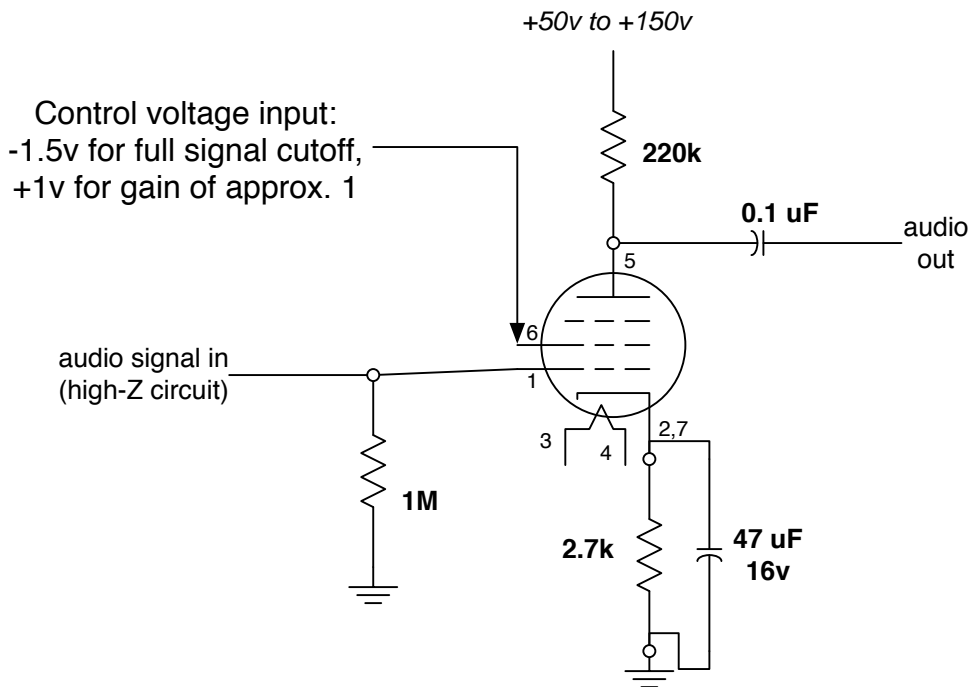 +50v to +150v
Control voltage input:
-1.5v for full signal cutoff,
+1v for gain of approx. 1
220k
0.1 uF
audio
out
5
6
audio signal in
(high-Z circuit)
1
3
4
2,7
1M
2.7k
47 uF
16v